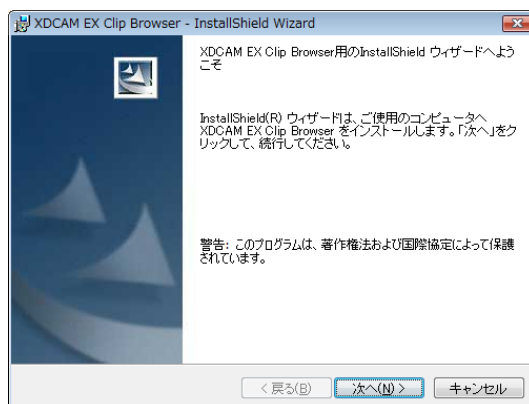 XDCAM EX Clip Browser - InstallShield Wizard
XDCAM EX Clip Browser用のInstallShield ウィザードへよう
こそ
InstallShield(R) ウィザードは、ご使用のコンピュータへ
XDCAM EX Clip Browser をインストールします。「次へ」をク
リックして、続行してください。
警告: このプログラムは、著作権法および国際協定によって保護
されています。
< 戻る(B)
次へ(N) >
キャンセル